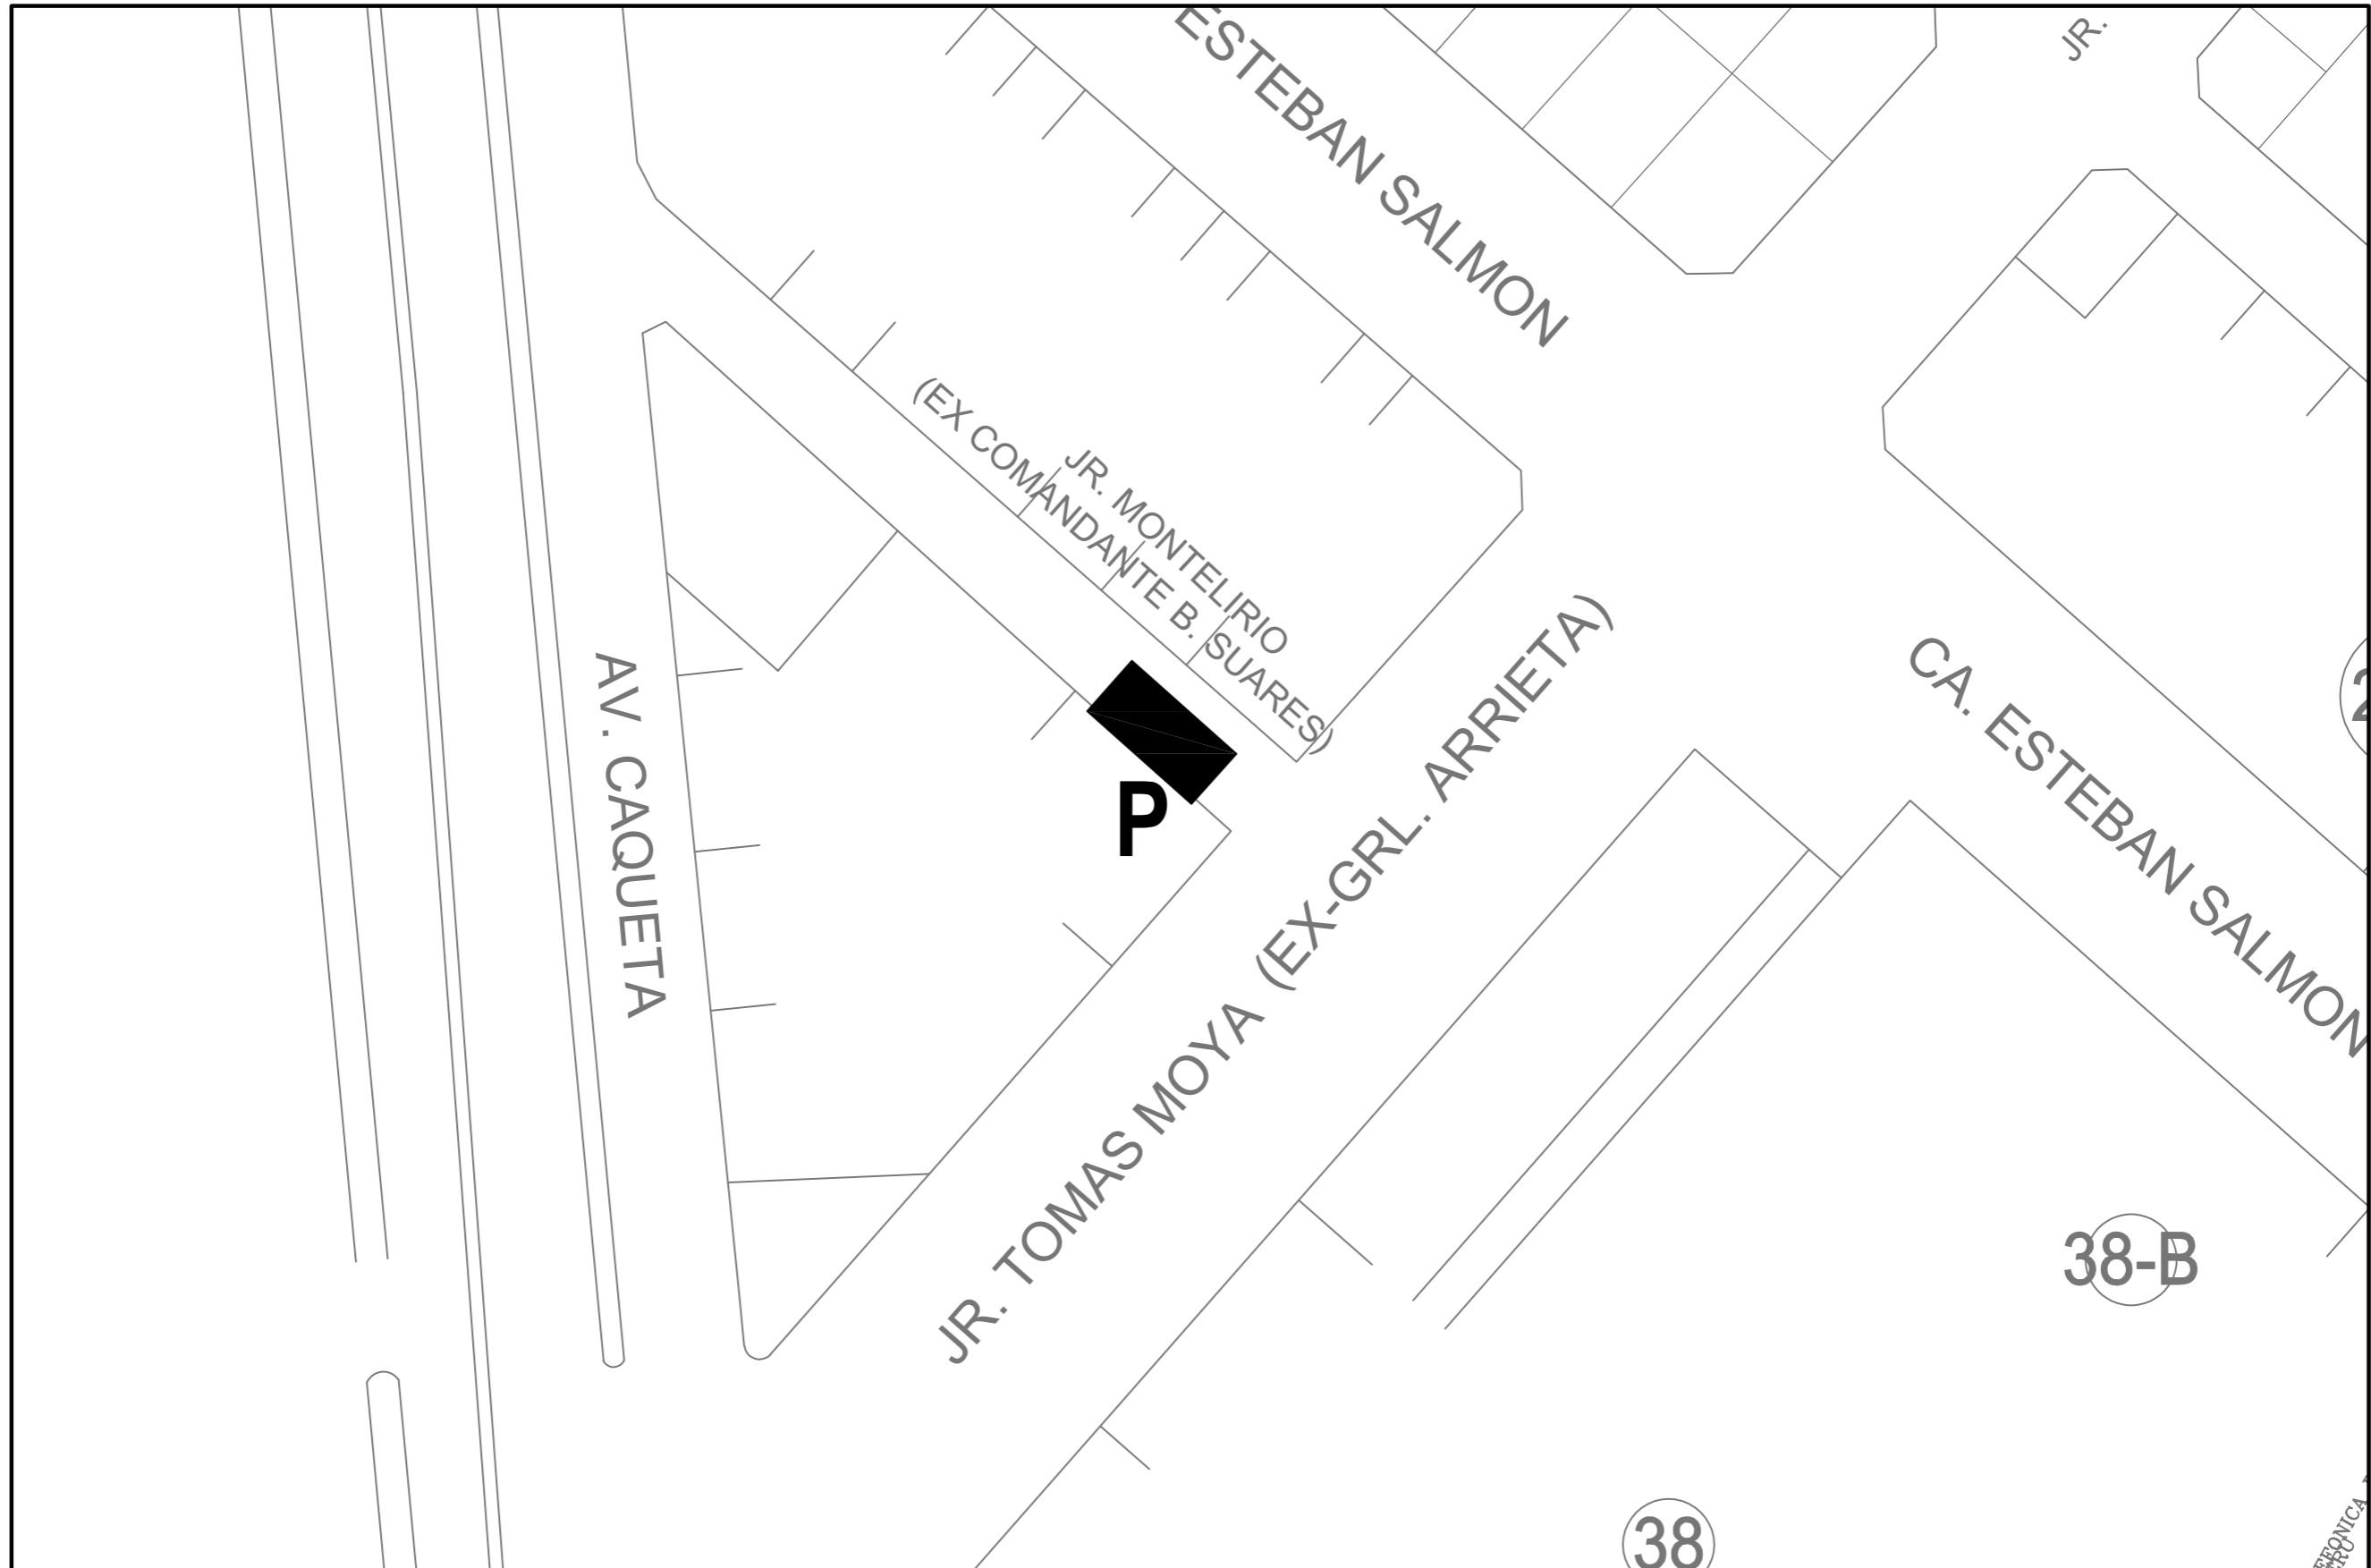 ESTEBAN SALMON
JR.
(EX COMANDANTE B. SUARES)
JR. MONTELIRIO
AV. CAQUETA
P
JR. TOMAS MOYA (EX-GRL. ARRIETA)
CA. ESTEBAN SALMON
38-B
38